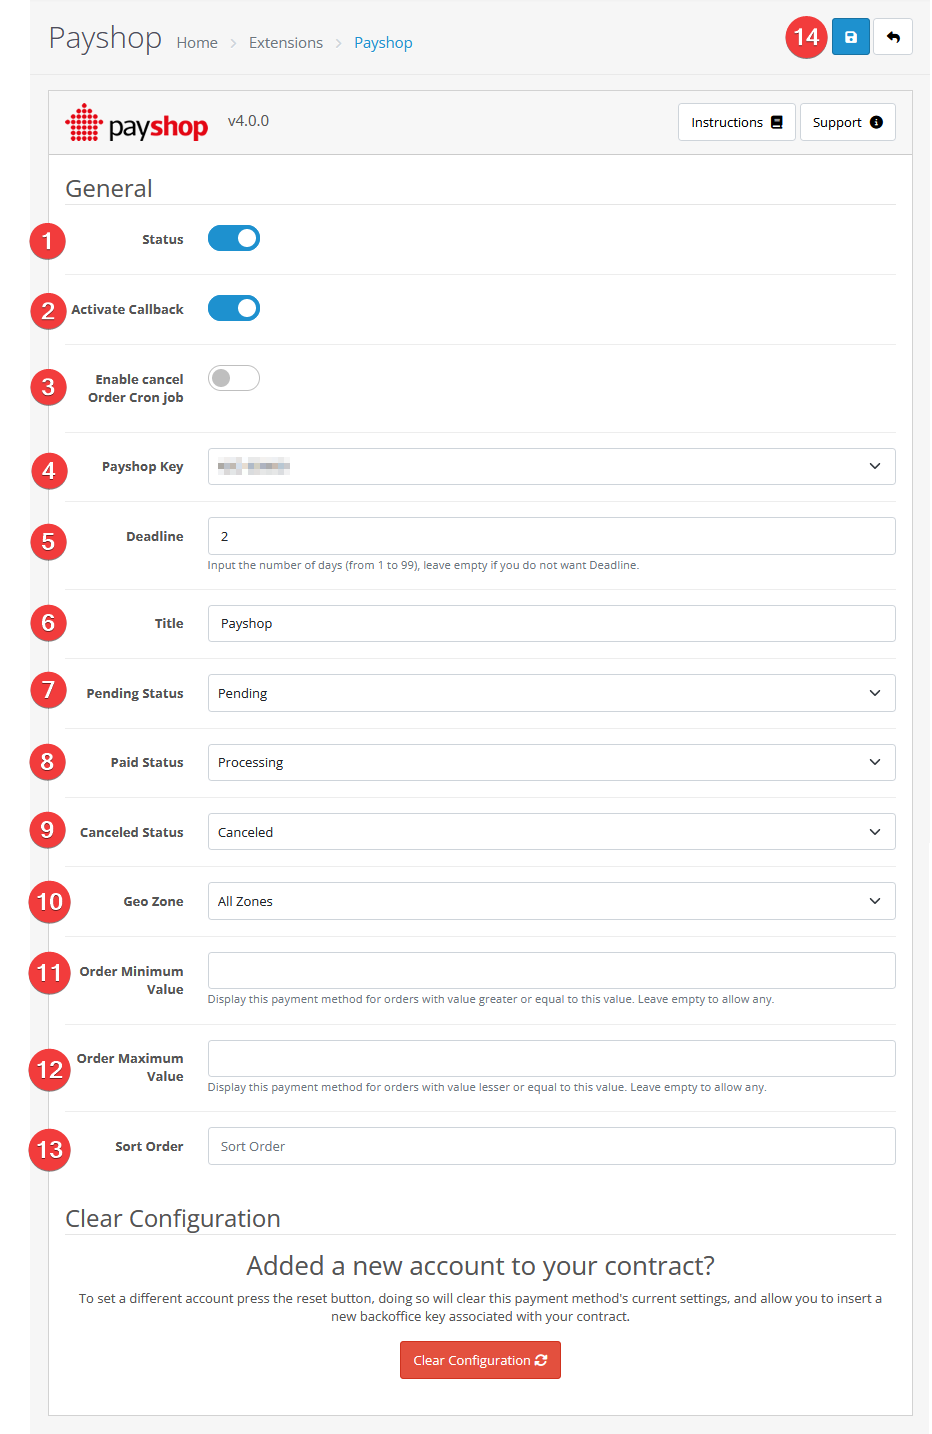 Payshop Home Extensions Payshop 14
payshop v4.0.0 Instructions Support
General
1 Status
2 Activate Callback
3 Enable cancel
Order Cron job
4 Payshop Key
5 Deadline 2
Input the number of days (from 1 to 99), leave empty if you do not want Deadline.
6 Title Payshop
7 Pending Status Pending
8 Paid Status Processing
9 Canceled Status Canceled
10 Geo Zone All Zones
11 Order Minimum
Value
Display this payment method for orders with value greater or equal to this value. Leave empty to allow any.
12 Order Maximum
Value
Display this payment method for orders with value lesser or equal to this value. Leave empty to allow any.
13 Sort Order Sort Order
Clear Configuration
Added a new account to your contract?
To set a different account press the reset button, doing so will clear this payment method's current settings, and allow you to insert a
new backoffice key associated with your contract.
Clear Configuration